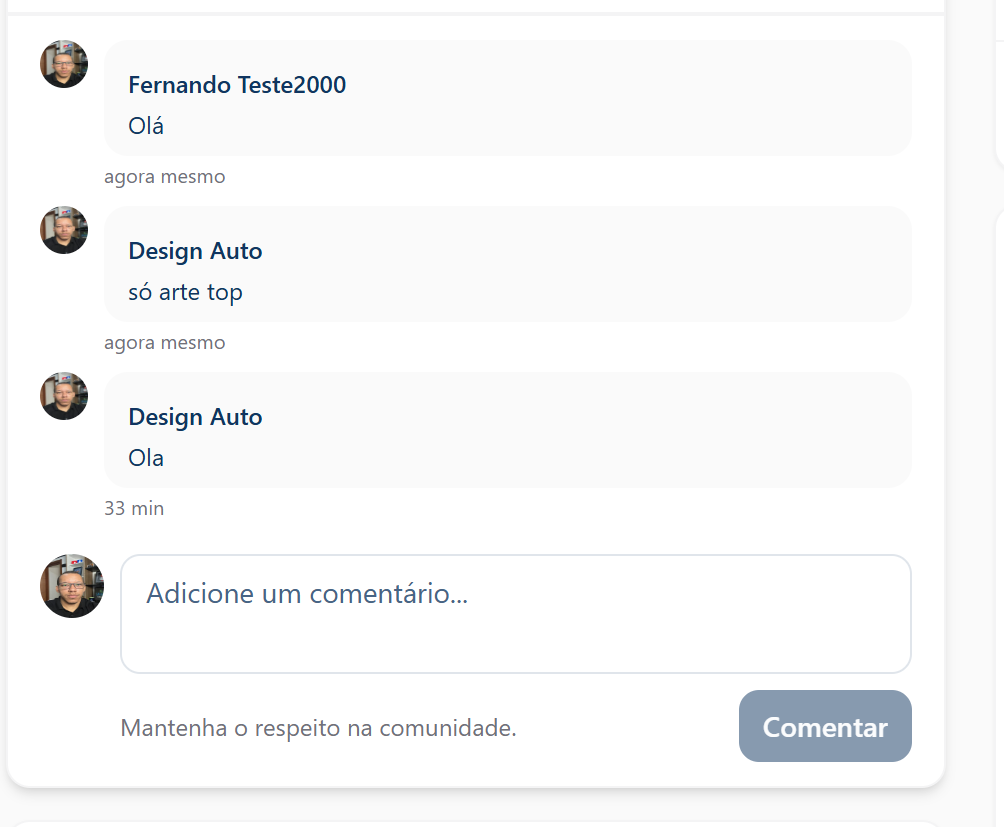 Fernando Teste2000
Olá
agora mesmo
Design Auto
só arte top
agora mesmo
Design Auto
Ola
33 min
Adicione um comentário...
Mantenha o respeito na comunidade.
Comentar